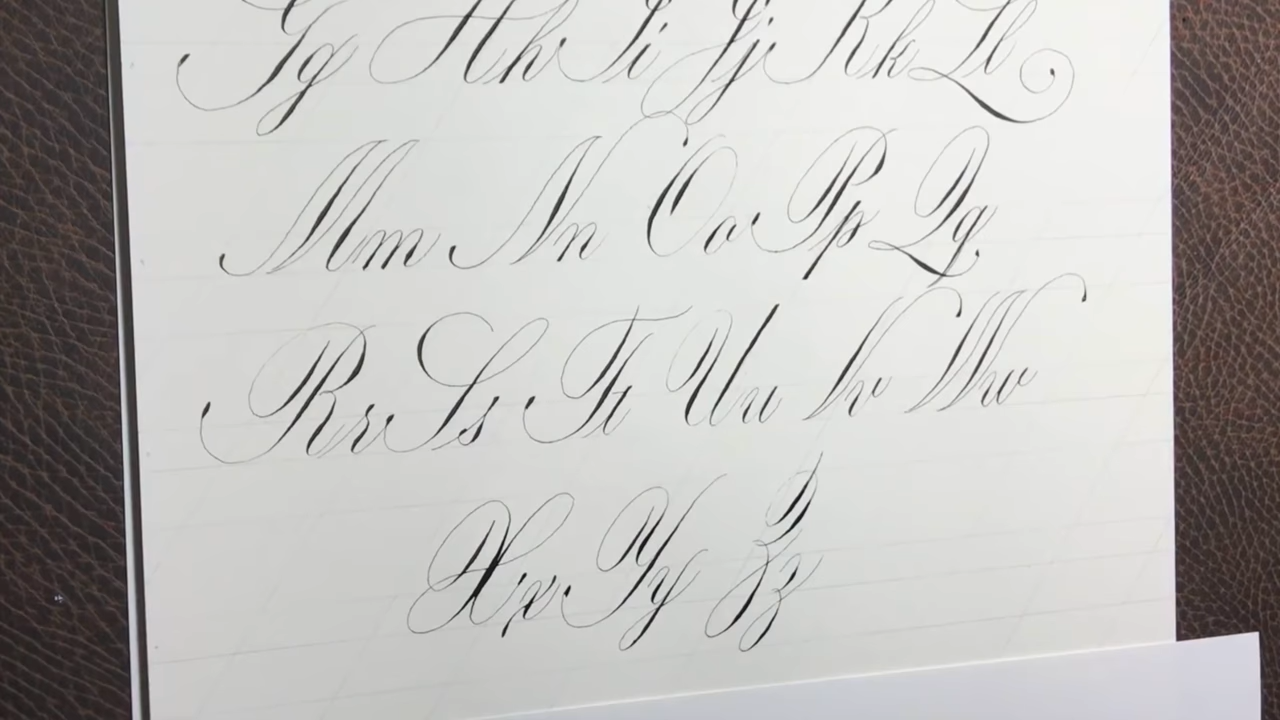 Gg Hh Ii Jj Kk Ll
Mm Nn Oo Pp Qq
Rr Ss Tt Uu Vv Ww
Xx Yy Zz